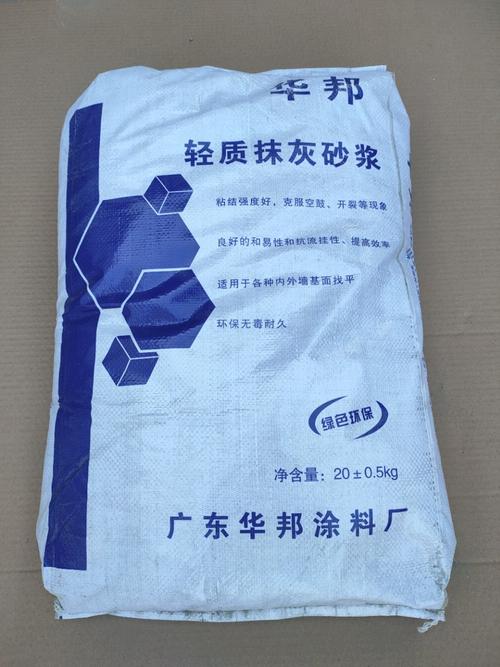 华邦
轻质抹灰砂浆
粘结强度好，克服空鼓、开裂等现象
良好的和易性和抗流挂性、提高效率
适用于各种内外墙基面找平
环保无毒耐久
绿色环保
净含量：20±0.5kg
广东华邦涂料厂